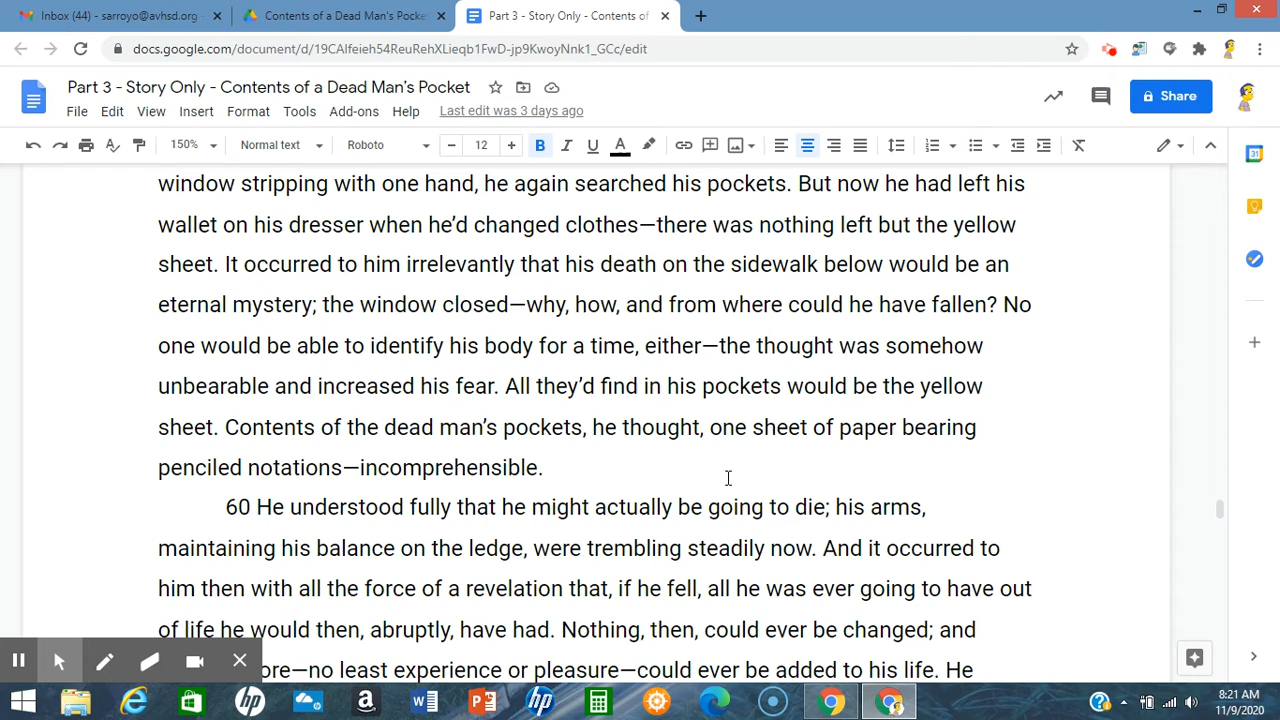 Inbox (44) - sarroyo@avhsd.org -
Contents of a Dead Man's Pocke
Part 3 - Story Only - Contents of
docs.google.com/document/d/19CAlfeieh54ReuRehXLieqb1FwD-jp9KwoyNnk1_GCc/edit
Part 3 - Story Only - Contents of a Dead Man's Pocket
File Edit View Insert Format Tools Add-ons Help Last edit was 3 days ago
Share
150% Normal text Roboto 12 B I U A
window stripping with one hand, he again searched his pockets. But now he had left his
wallet on his dresser when he’d changed clothes—there was nothing left but the yellow
sheet. It occurred to him irrelevantly that his death on the sidewalk below would be an
eternal mystery; the window closed—why, how, and from where could he have fallen? No
one would be able to identify his body for a time, either—the thought was somehow
unbearable and increased his fear. All they’d find in his pockets would be the yellow
sheet. Contents of the dead man’s pockets, he thought, one sheet of paper bearing
penciled notations—incomprehensible.
60 He understood fully that he might actually be going to die; his arms,
maintaining his balance on the ledge, were trembling steadily now. And it occurred to
him then with all the force of a revelation that, if he fell, all he was ever going to have out
of life he would then, abruptly, have had. Nothing, then, could ever be changed; and
ore—no least experience or pleasure—could ever be added to his life. He
8:21 AM
11/9/2020